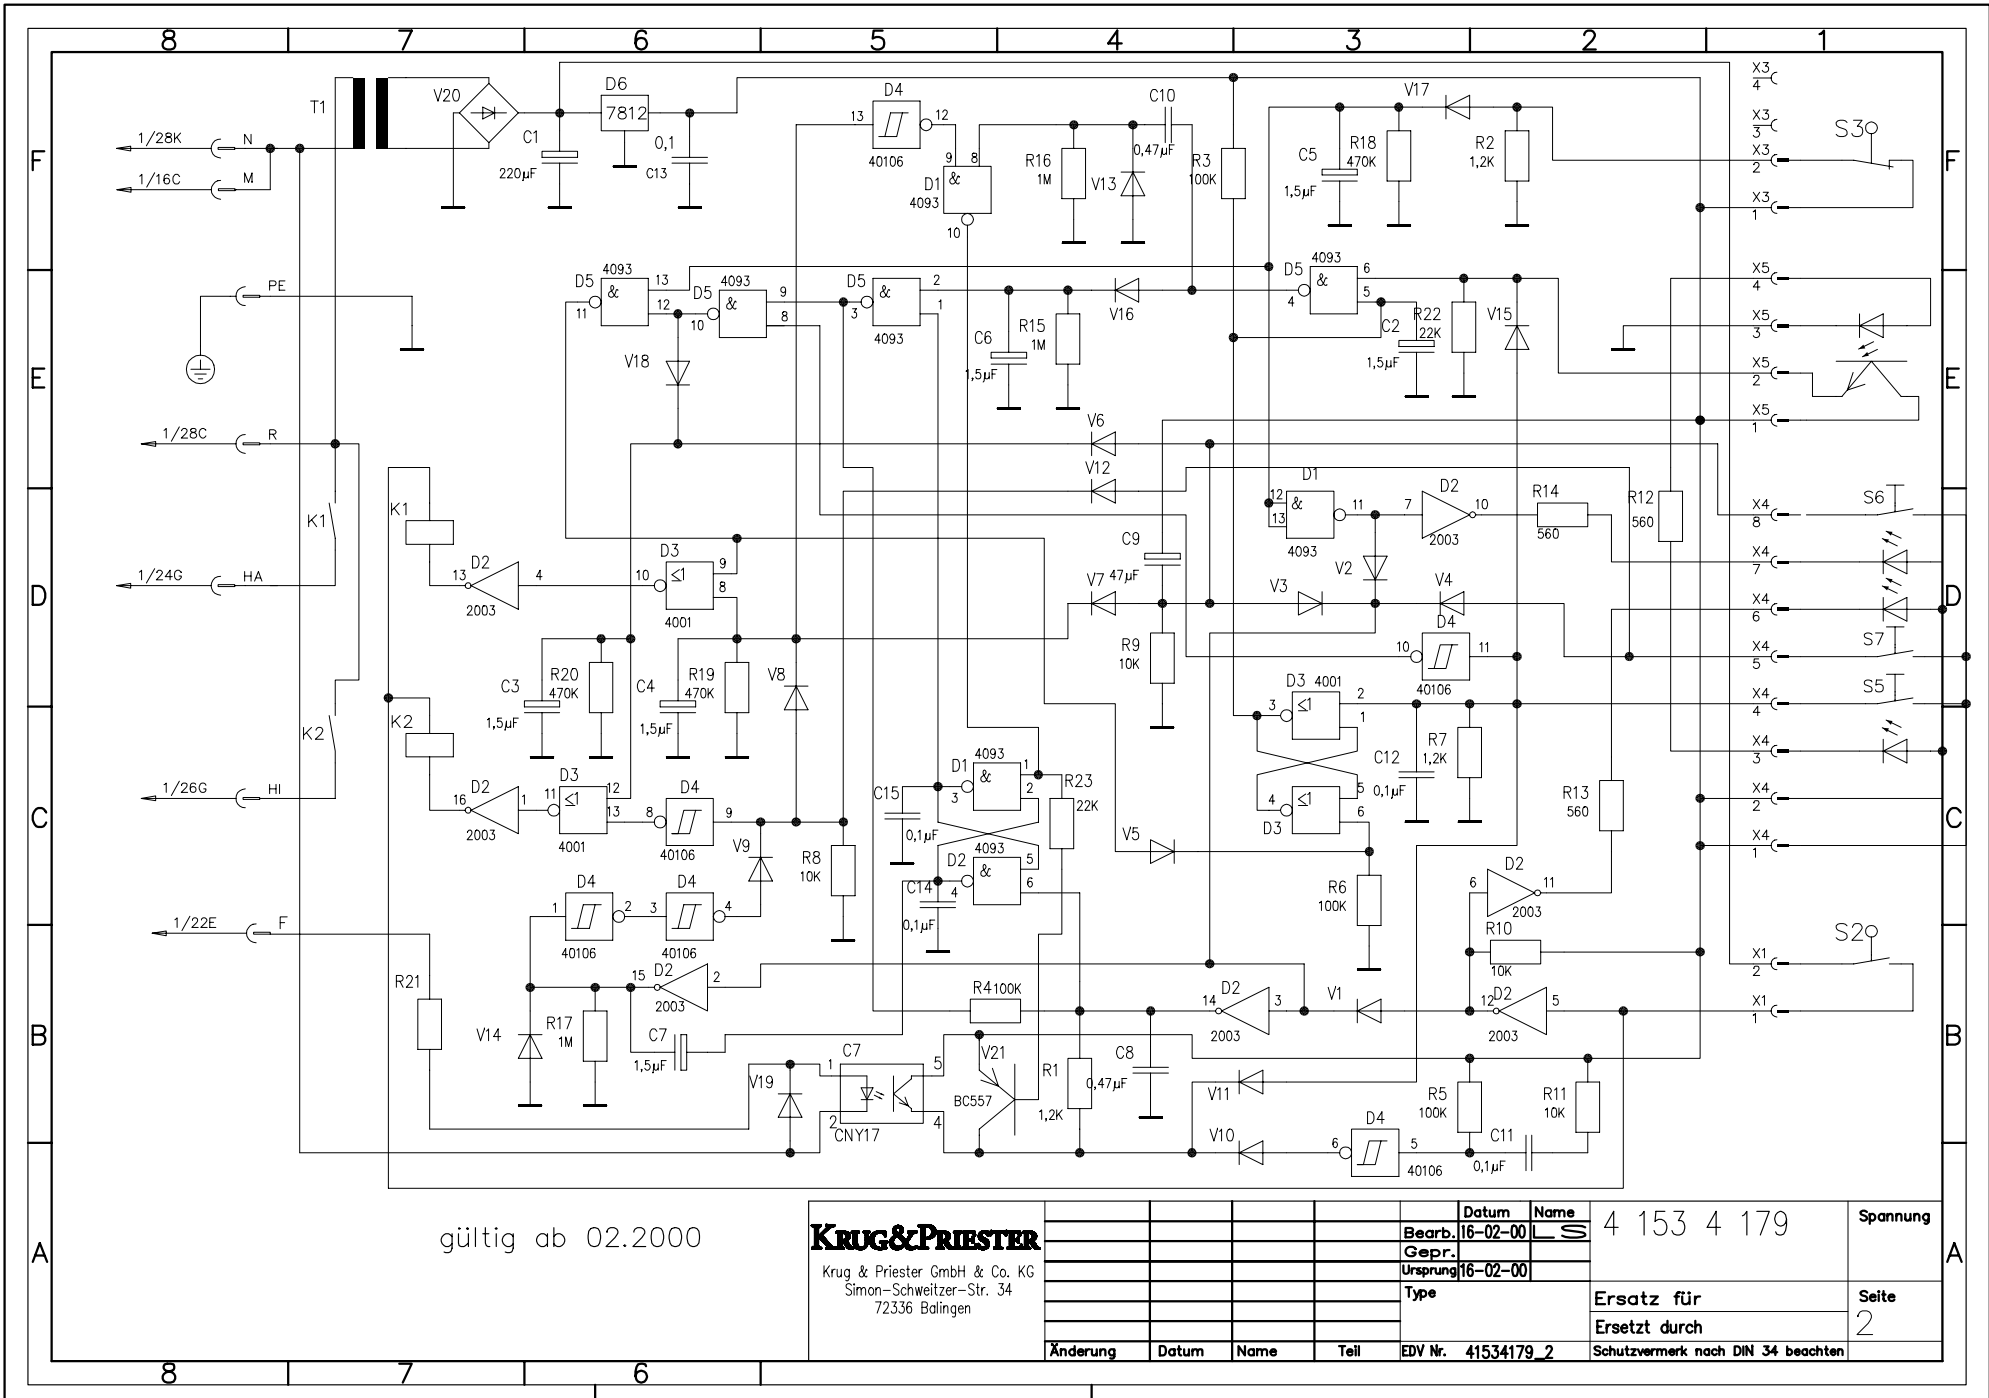 8 7 6 5 4 3 2 1
T1
V20
D6
7812
C1
220µF
0,1
C13
D4
13
12
40106
9
8
D1
&
4093
10
R16
1M
V13
C10
0,47µF
R3
100K
C5
1,5µF
R18
470K
V17
R2
1,2K
X3
4
X3
3
X3
2
X3
1
S3
F
1/28K
N
1/16C
M
F
PE
D5
4093
&
13
12
11
D5
4093
&
9
8
10
D5
&
2
1
3
4093
V18
C6
1,5µF
R15
1M
V16
D5
4093
&
6
5
4
C2
1,5µF
R22
22K
V15
X5
4
X5
3
X5
2
X5
1
E
E
1/28C
R
V6
V12
K1
K1
1/24G
HA
D2
13
4
2003
D3
≤1
10
9
8
4001
C9
47µF
V7
R9
10K
D1
12
13
&
11
4093
D2
7
10
2003
R14
560
R12
560
V2
V3
V4
D4
10
11
40106
X4
8
S6
X4
7
X4
6
X4
5
S7
X4
4
S5
X4
3
X4
2
X4
1
D
D
C3
1,5µF
R20
470K
C4
1,5µF
R19
470K
V8
K2
K2
1/26G
HI
D2
16
1
2003
D3
≤1
11
12
13
4001
D4
8
9
40106
V9
R8
10K
C15
0,1µF
4093
D1
&
1
2
3
R23
22K
4093
D2
&
5
6
4
C14
0,1µF
V5
D3
4001
≤1
2
1
3
4
≤1
5
6
D3
C12
0,1µF
R7
1,2K
R6
100K
R13
560
D2
6
11
2003
R10
10K
C
C
1/22E
F
R21
D4
1
2
40106
D4
3
4
40106
D2
15
2
2003
V14
R17
1M
C7
1,5µF
V19
C7
1
2
5
4
CNY17
R4
100K
V21
BC557
R1
1,2K
C8
0,47µF
D2
14
3
2003
V1
D2
12
5
2003
V11
V10
D4
6
5
40106
R5
100K
C11
0,1µF
R11
10K
X1
2
X1
1
S2
B
B
gültig ab 02.2000
KRUG&PRIESTER
Krug & Priester GmbH & Co. KG
Simon-Schweitzer-Str. 34
72336 Balingen
Datum Name
Bearb. 16-02-00 LS
Gepr.
Ursprung 16-02-00
Type
4 153 4 179
Spannung
Ersatz für
Ersetzt durch
Seite
2
Änderung Datum Name Teil EDV Nr. 41534179_2 Schutzvermerk nach DIN 34 beachten
A
A
8 7 6